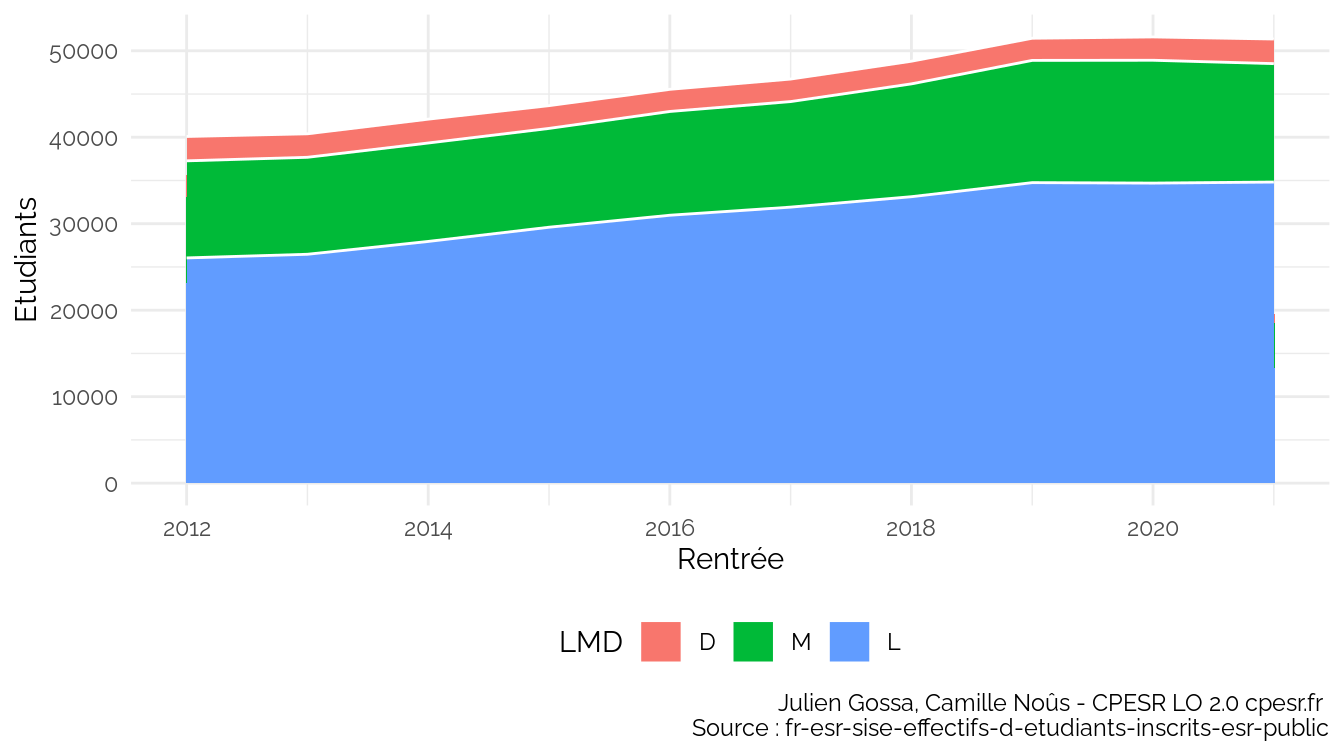 50000
40000
30000
20000
10000
0
Etudiants
2012 2014 2016 2018 2020
Rentrée
LMD D M L
Julien Gossa, Camille Noûs - CPESR LO 2.0 cpesr.fr
Source : fr-esr-sise-effectifs-d-etudiants-inscrits-esr-public